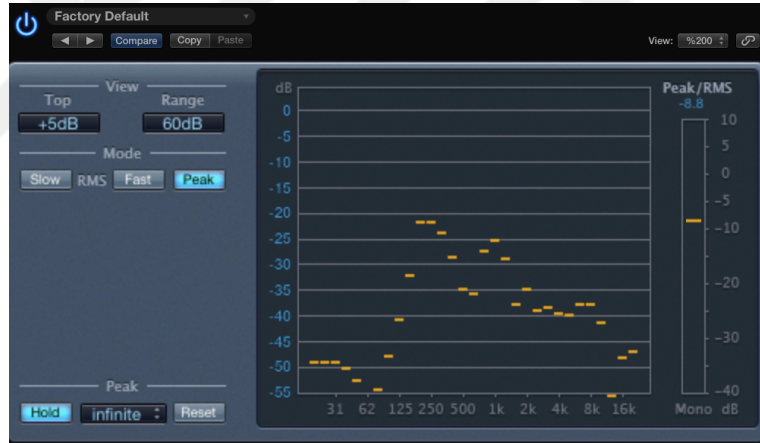 Factory Default
Compare Copy Paste
View: %200
View
Top Range
+5dB 60dB
Mode
Slow RMS Fast Peak
Peak
Hold infinite Reset
dB
0
-5
-10
-15
-20
-25
-30
-35
-40
-45
-50
-55
31 62 125 250 500 1k 2k 4k 8k 16k
Peak/RMS
-8.8
10
5
0
-5
-10
-20
-30
-40
Mono dB